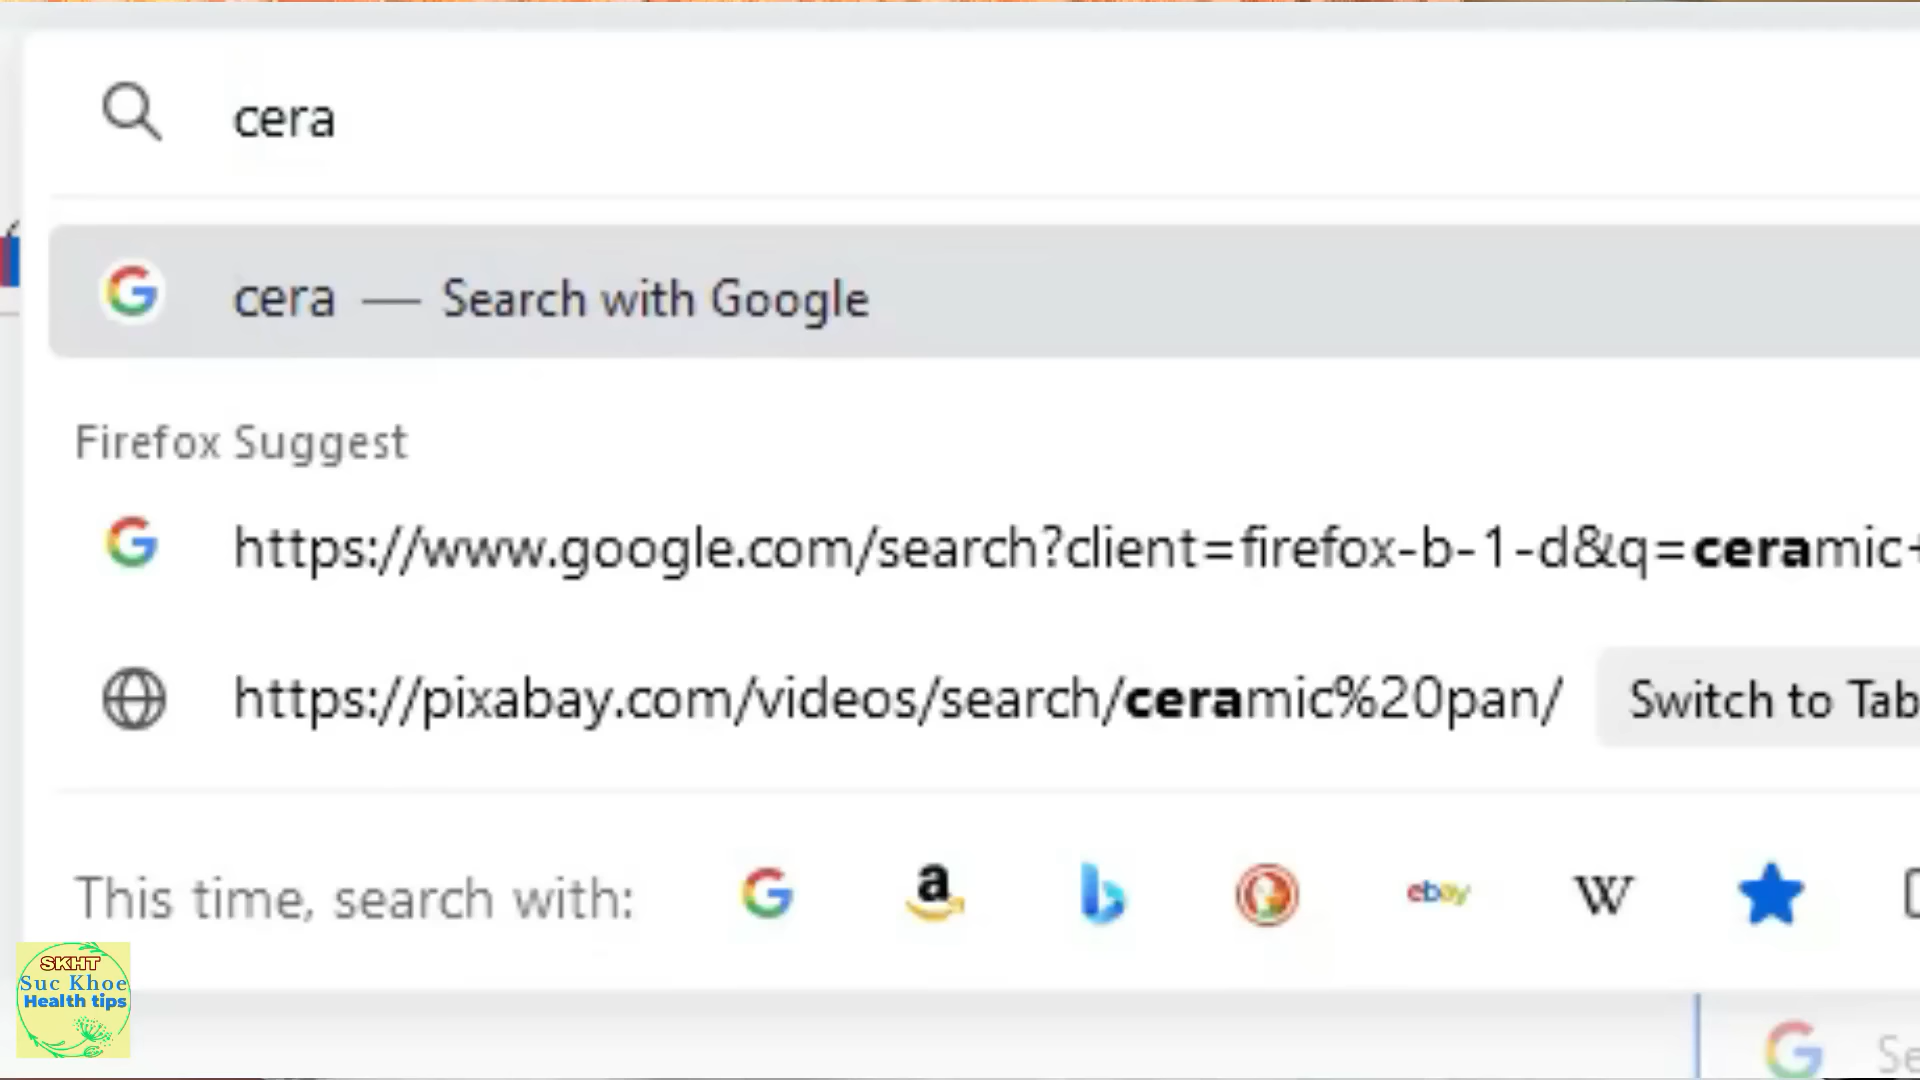 cera
cera — Search with Google
Firefox Suggest
https://www.google.com/search?client=firefox-b-1-d&q=ceramic+
https://pixabay.com/videos/search/ceramic%20pan/ Switch to Tab
This time, search with: a b ebay W
SKHT
Suc Khoe
Health tips
G Se